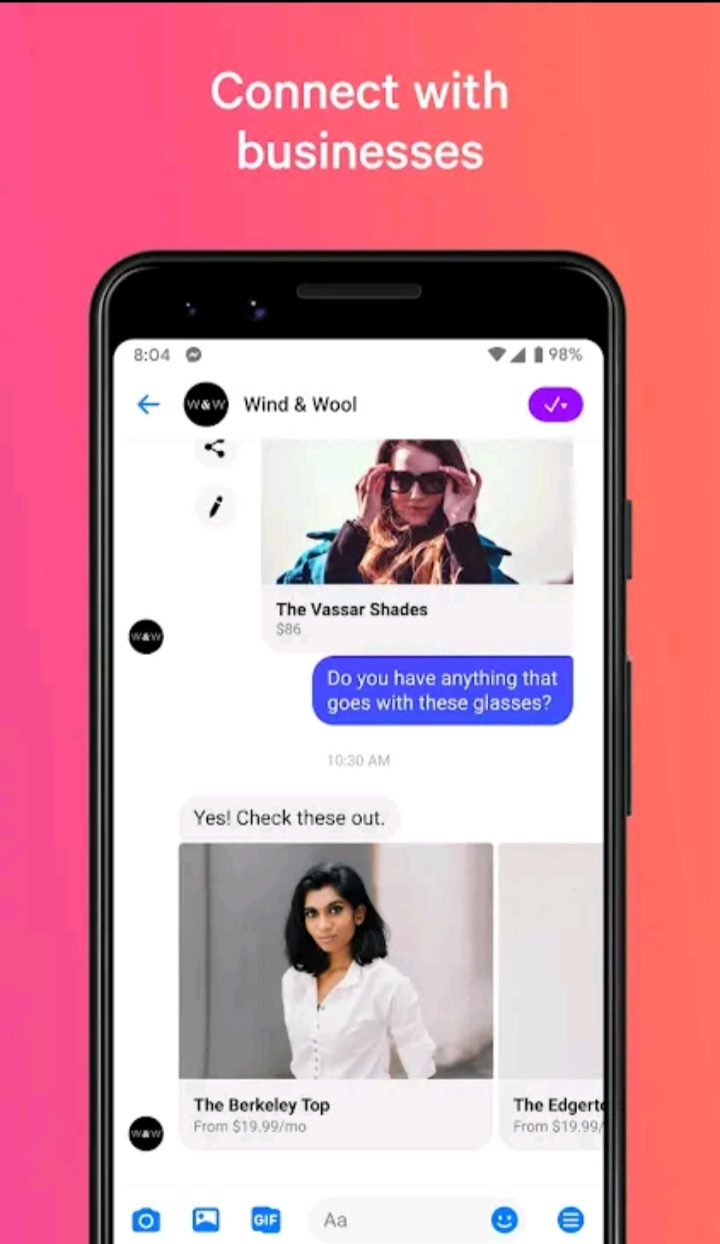 Connect with
businesses
8:04
98%
W&W
Wind & Wool
The Vassar Shades
$86
W&W
Do you have anything that
goes with these glasses?
10:30 AM
Yes! Check these out.
The Berkeley Top
From $19.99/mo
The Edgert
From $19.99/
W&W
GIF
Aa